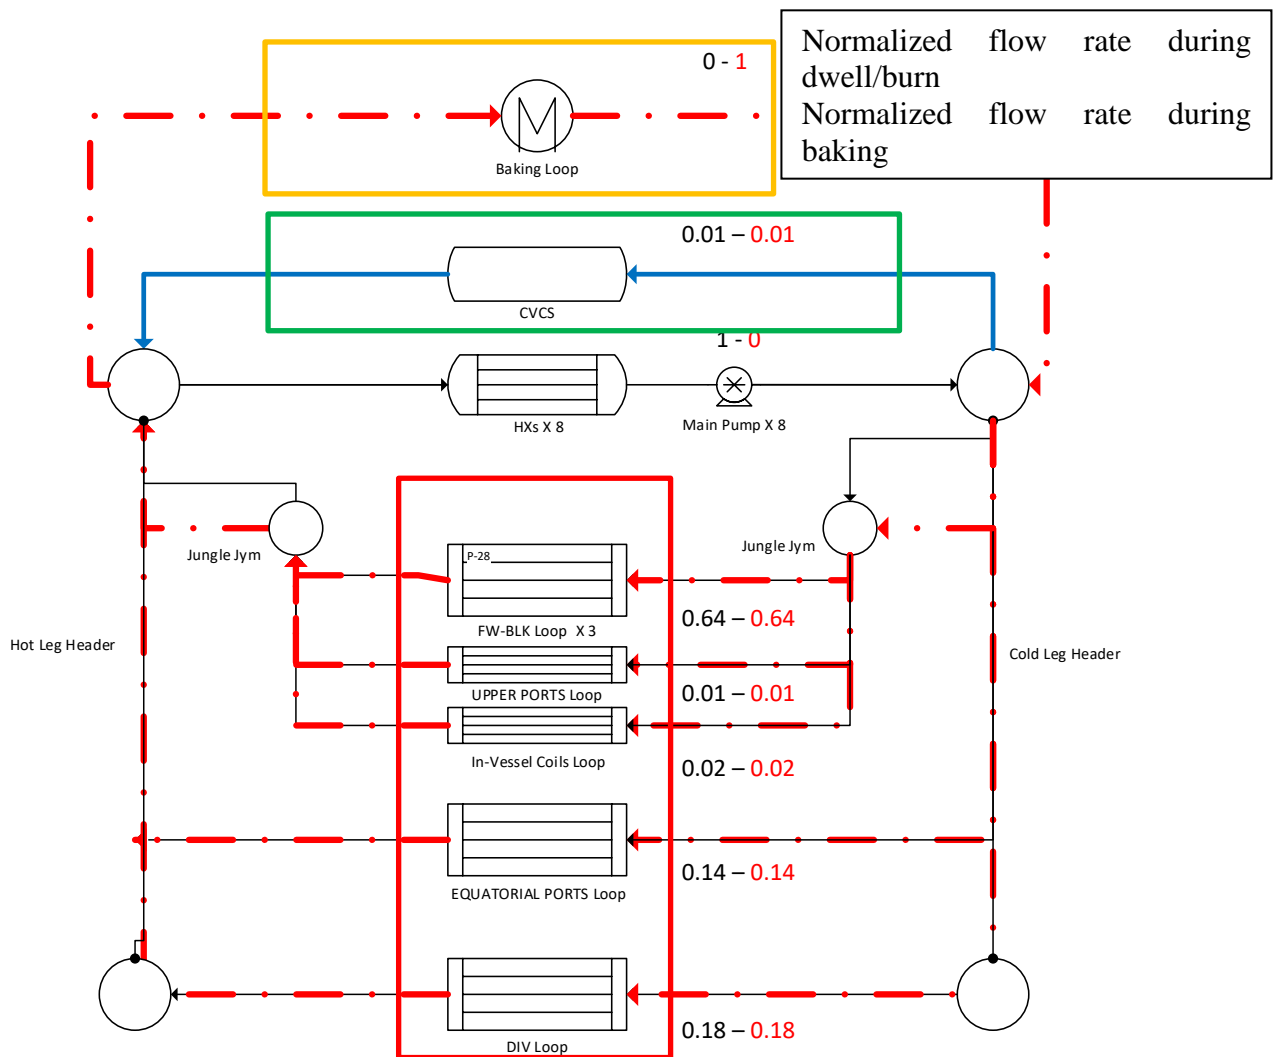 Normalized flow rate during
dwell/burn
Normalized flow rate during
baking
0 - 1
Baking Loop
0.01 – 0.01
CVCS
1 - 0
HXs X 8
Main Pump X 8
Jungle Jym
Jungle Jym
P-28
0.64 – 0.64
FW-BLK Loop X 3
Hot Leg Header
Cold Leg Header
0.01 – 0.01
UPPER PORTS Loop
In-Vessel Coils Loop
0.02 – 0.02
0.14 – 0.14
EQUATORIAL PORTS Loop
0.18 – 0.18
DIV Loop